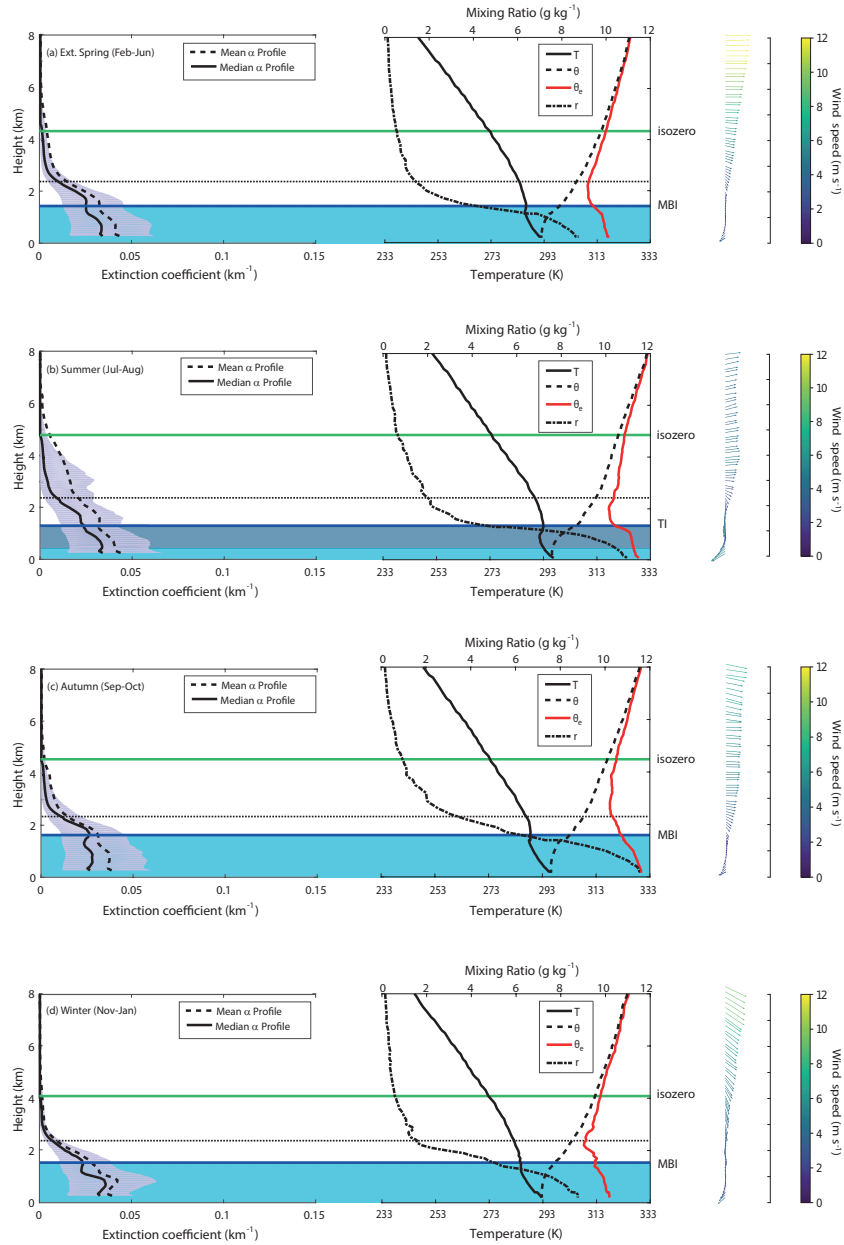 Mixing Ratio (g kg⁻¹)
0 2 4 6 8 10 12
8 6 4 2 0
Height (km)
(a) Ext. Spring (Feb-Jun)
Mean α Profile
Median α Profile
T
θ
θe
r
isozero
MBI
12 10 8 6 4 2 0
Wind speed (m s⁻¹)
0 0.05 0.1 0.15
233 253 273 293 313 333
Extinction coefficient (km⁻¹)
Temperature (K)
Mixing Ratio (g kg⁻¹)
0 2 4 6 8 10 12
8 6 4 2 0
Height (km)
(b) Summer (Jul-Aug)
Mean α Profile
Median α Profile
T
θ
θe
r
isozero
TI
12 10 8 6 4 2 0
Wind speed (m s⁻¹)
0 0.05 0.1 0.15
233 253 273 293 313 333
Extinction coefficient (km⁻¹)
Temperature (K)
Mixing Ratio (g kg⁻¹)
0 2 4 6 8 10 12
8 6 4 2 0
Height (km)
(c) Autumn (Sep-Oct)
Mean α Profile
Median α Profile
T
θ
θe
r
isozero
MBI
12 10 8 6 4 2 0
Wind speed (m s⁻¹)
0 0.05 0.1 0.15
233 253 273 293 313 333
Extinction coefficient (km⁻¹)
Temperature (K)
Mixing Ratio (g kg⁻¹)
0 2 4 6 8 10 12
8 6 4 2 0
Height (km)
(d) Winter (Nov-Jan)
Mean α Profile
Median α Profile
T
θ
θe
r
isozero
MBI
12 10 8 6 4 2 0
Wind speed (m s⁻¹)
0 0.05 0.1 0.15
233 253 273 293 313 333
Extinction coefficient (km⁻¹)
Temperature (K)